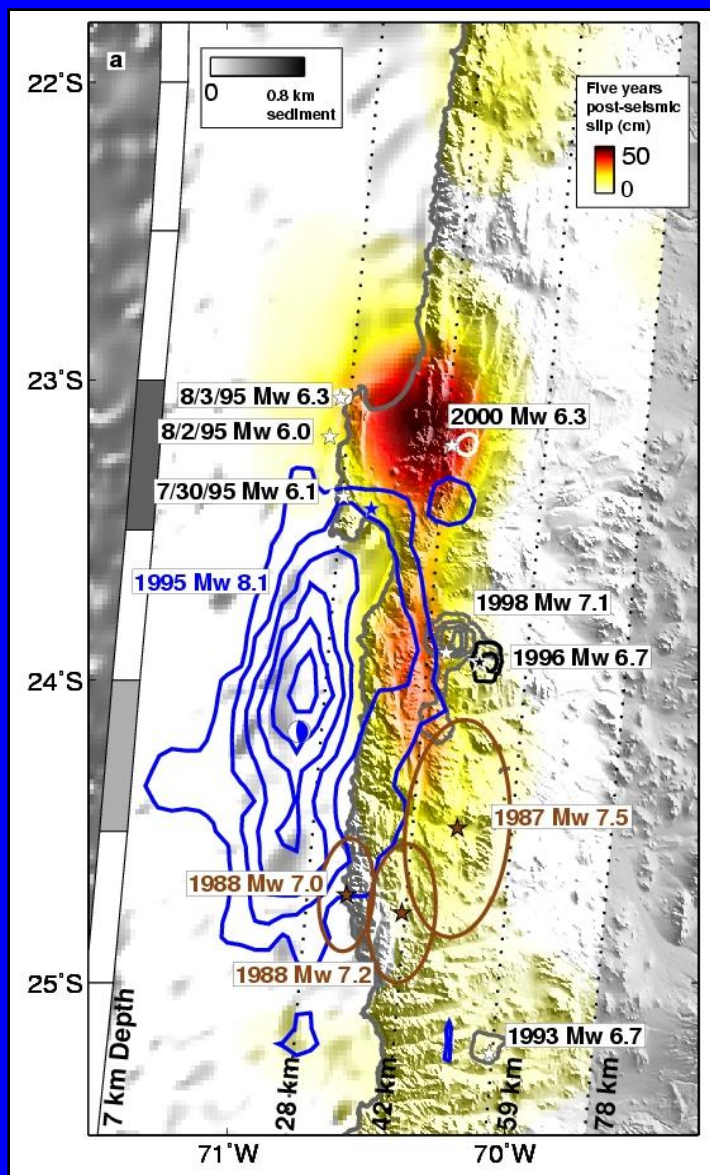 a
0
0.8 km
sediment
Five years
post-seismic
slip (cm)
50
0
22°S
23°S
24°S
25°S
8/3/95 Mw 6.3
8/2/95 Mw 6.0
2000 Mw 6.3
7/30/95 Mw 6.1
1995 Mw 8.1
1998 Mw 7.1
1996 Mw 6.7
1987 Mw 7.5
1988 Mw 7.0
1988 Mw 7.2
1993 Mw 6.7
7 km Depth
28 km
42 km
59 km
78 km
71°W
70°W